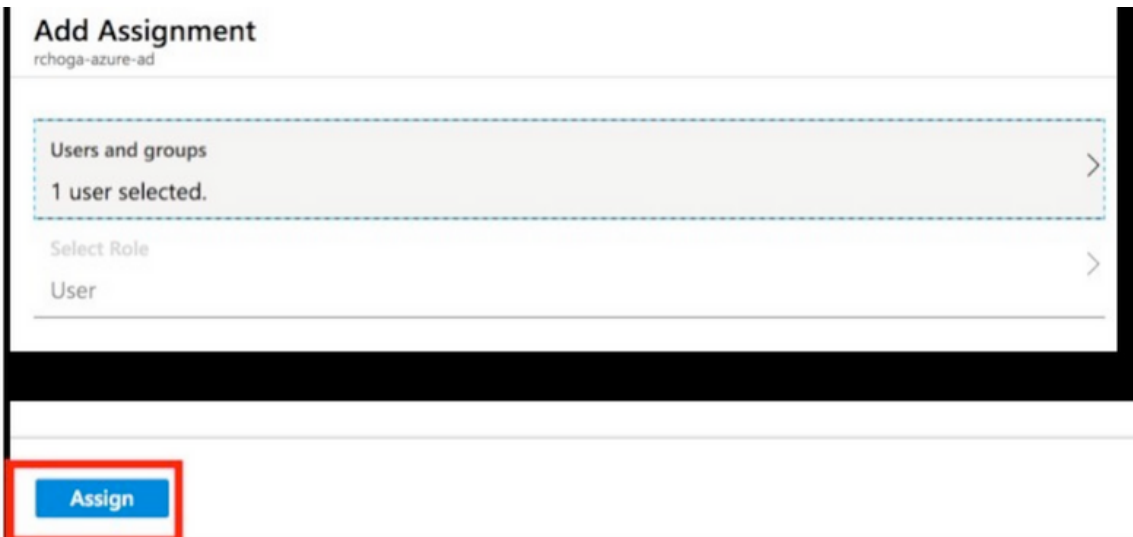 Add Assignment
rchoga-azure-ad
Users and groups
1 user selected.
Select Role
User
Assign